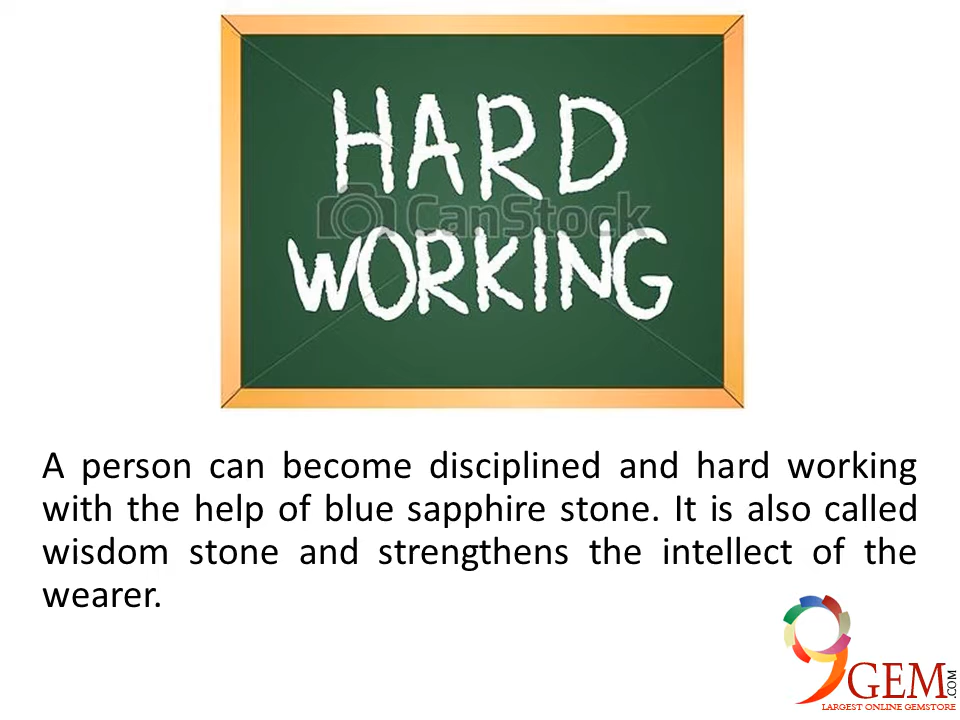 HARD
CanStock
WORKING
A person can become disciplined and hard working
with the help of blue sapphire stone. It is also called
wisdom stone and strengthens the intellect of the
wearer.
9GEM.COM
LARGEST ONLINE GEMSTORE